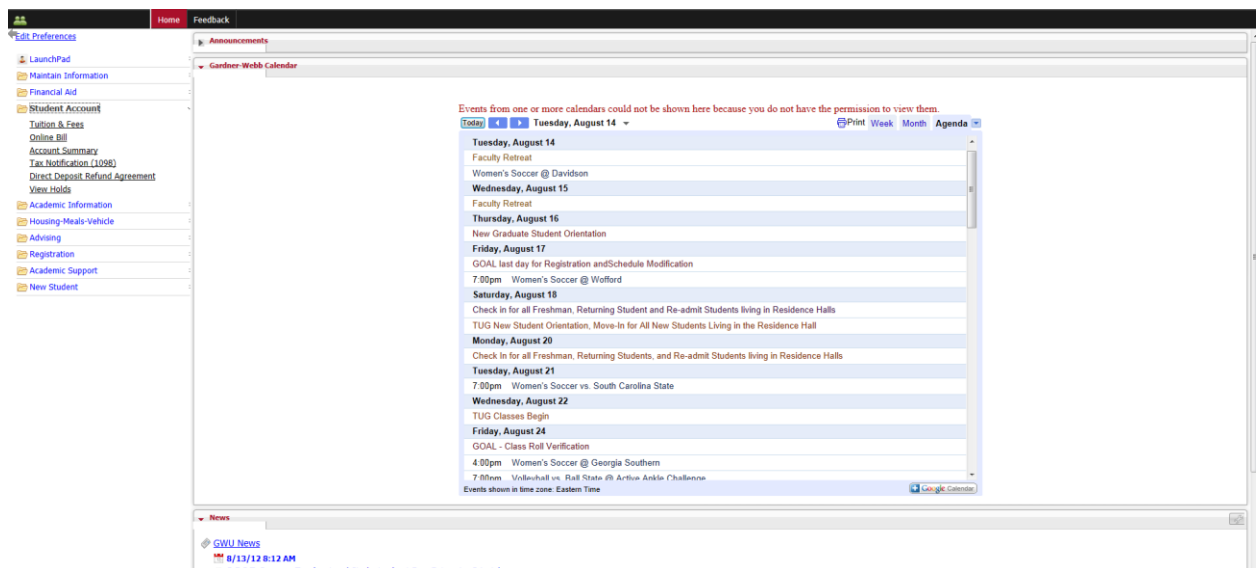 Home Feedback
Edit Preferences
LaunchPad
Maintain Information
Financial Aid
Student Account
Tuition & Fees
Online Bill
Account Summary
Tax Notification (1098)
Direct Deposit Refund Agreement
View Holds
Academic Information
Housing-Meals-Vehicle
Advising
Registration
Academic Support
New Student
Announcements
Gardner-Webb Calendar
Events from one or more calendars could not be shown here because you do not have the permission to view them.
Today Tuesday, August 14 Print Week Month Agenda
Tuesday, August 14
Faculty Retreat
Women's Soccer @ Davidson
Wednesday, August 15
Faculty Retreat
Thursday, August 16
New Graduate Student Orientation
Friday, August 17
GOAL last day for Registration andSchedule Modification
7:00pm Women's Soccer @ Wofford
Saturday, August 18
Check in for all Freshman, Returning Student and Re-admit Students living in Residence Halls
TUG New Student Orientation, Move-In for All New Students Living in the Residence Hall
Monday, August 20
Check In for all Freshman, Returning Students, and Re-admit Students living in Residence Halls
Tuesday, August 21
7:00pm Women's Soccer vs. South Carolina State
Wednesday, August 22
TUG Classes Begin
Friday, August 24
GOAL - Class Roll Verification
4:00pm Women's Soccer @ Georgia Southern
7:00pm Volleyball vs. Ball State @ Active Ankle Challenge
Events shown in time zone: Eastern Time
Google Calendar
News
GWU News
8/13/12 8:12 AM